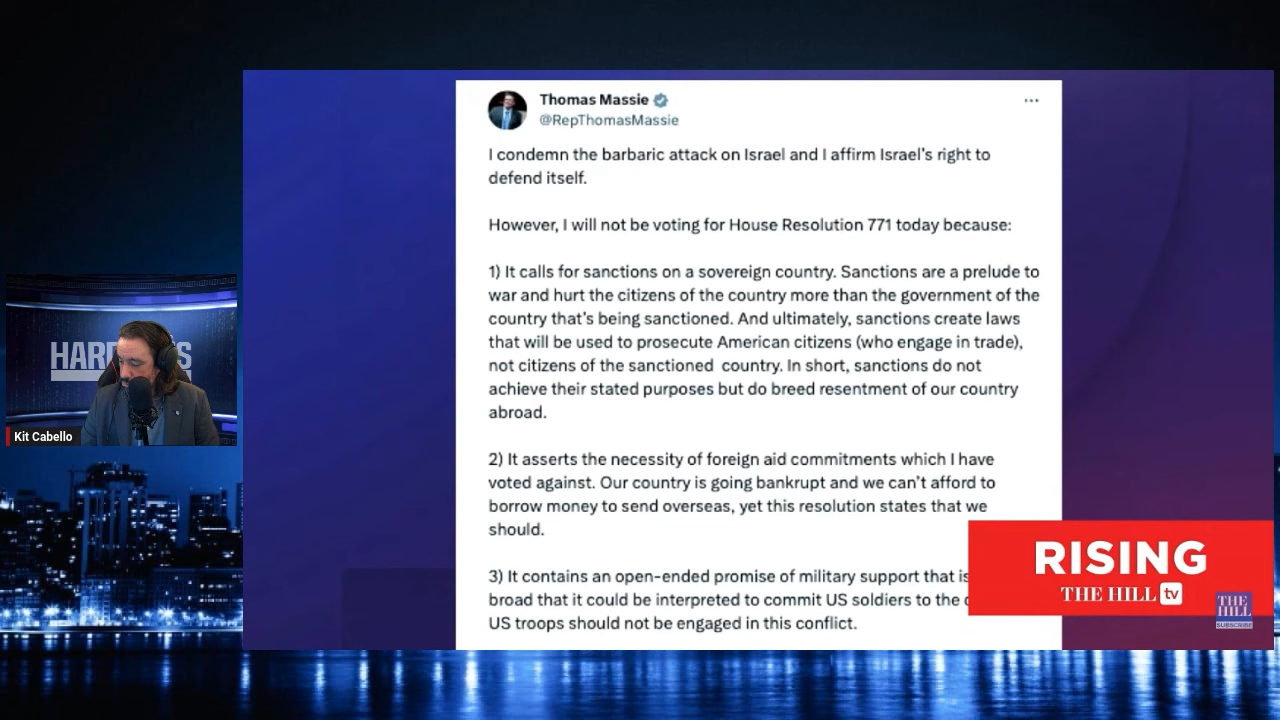 Thomas Massie
@RepThomasMassie
I condemn the barbaric attack on Israel and I affirm Israel's right to
defend itself.
However, I will not be voting for House Resolution 771 today because:
1) It calls for sanctions on a sovereign country. Sanctions are a prelude to
war and hurt the citizens of the country more than the government of the
country that's being sanctioned. And ultimately, sanctions create laws
that will be used to prosecute American citizens (who engage in trade),
not citizens of the sanctioned country. In short, sanctions do not
achieve their stated purposes but do breed resentment of our country
abroad.
2) It asserts the necessity of foreign aid commitments which I have
voted against. Our country is going bankrupt and we can't afford to
borrow money to send overseas, yet this resolution states that we
should.
3) It contains an open-ended promise of military support that is
broad that it could be interpreted to commit US soldiers to the
US troops should not be engaged in this conflict.
RISING
THE HILL tv
THE
HILL
SUBSCRIBE
Kit Cabello